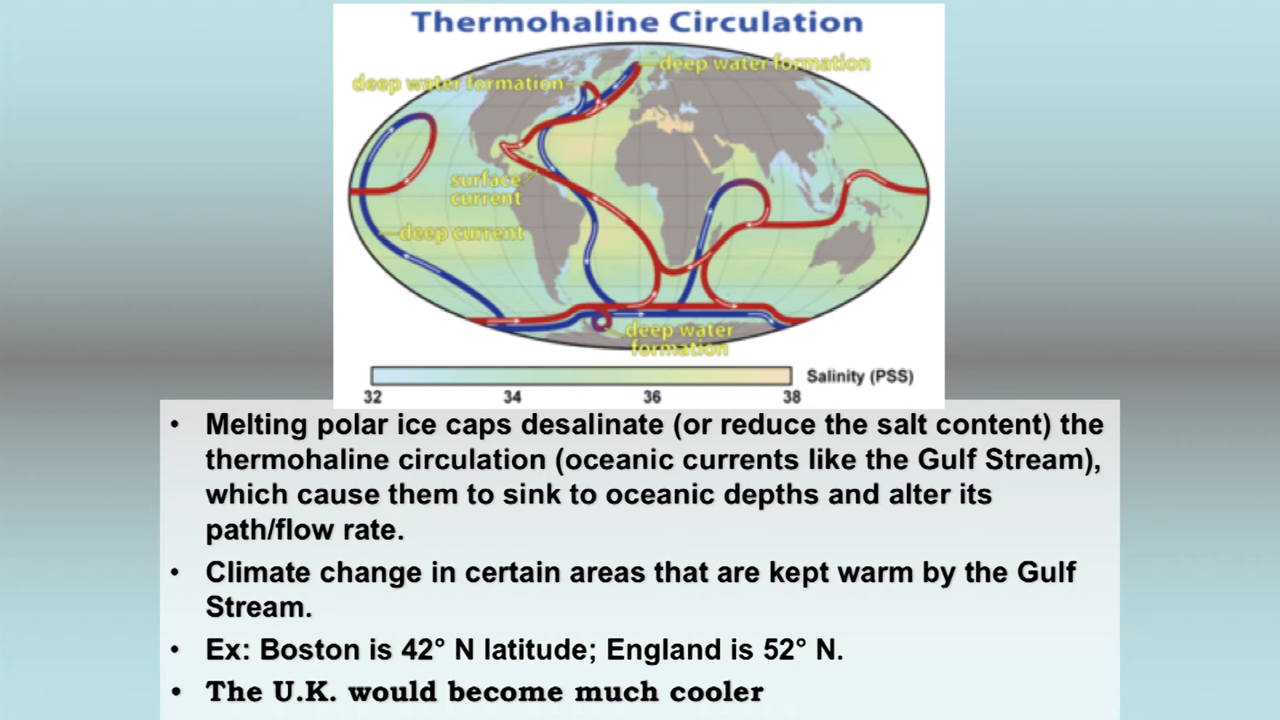 Thermohaline Circulation
deep water formation
deep water formation
surface
current
deep current
deep water
formation
Salinity (PSS)
32 34 36 38
• Melting polar ice caps desalinate (or reduce the salt content) the
thermohaline circulation (oceanic currents like the Gulf Stream),
which cause them to sink to oceanic depths and alter its
path/flow rate.
• Climate change in certain areas that are kept warm by the Gulf
Stream.
• Ex: Boston is 42° N latitude; England is 52° N.
• The U.K. would become much cooler